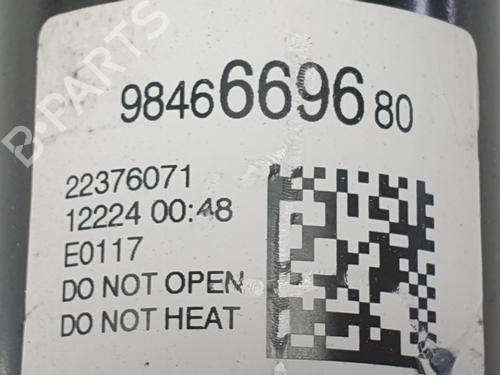 B-PARTS
9846669680
22376071
12224 00:48
E0117
DO NOT OPEN
DO NOT HEAT